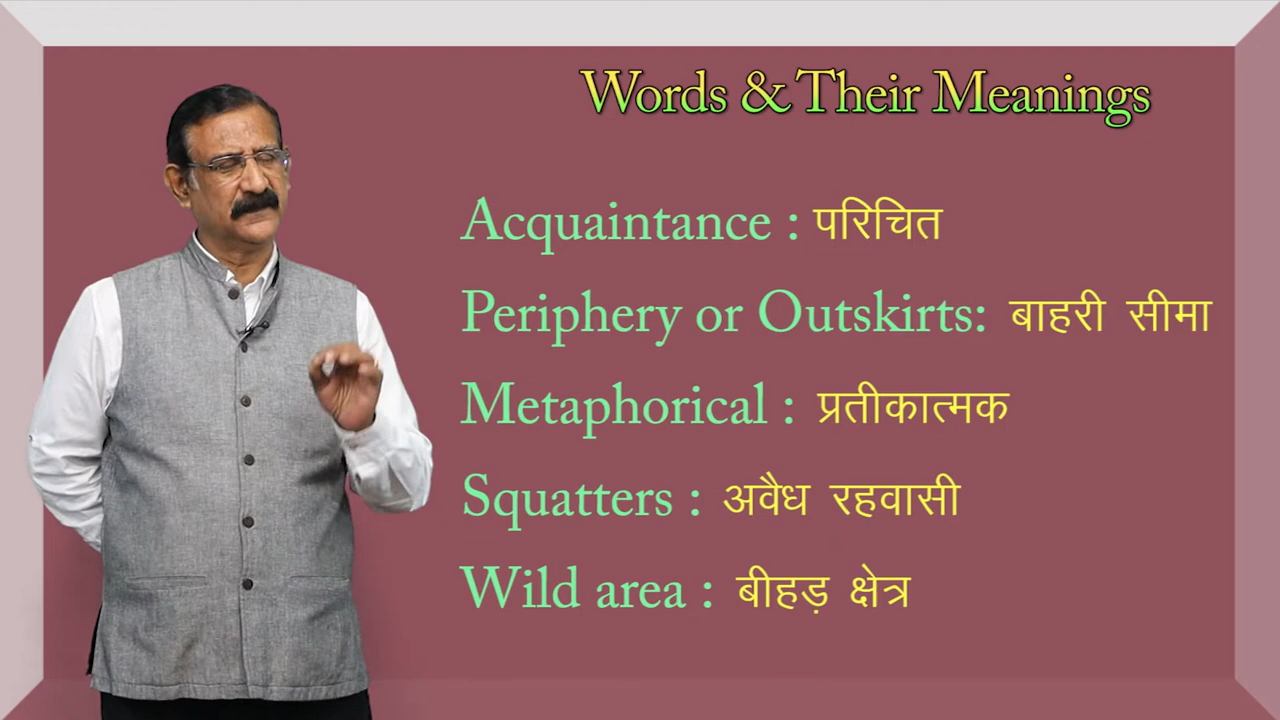 Words & Their Meanings
Acquaintance : परिचित
Periphery or Outskirts: बाहरी सीमा
Metaphorical : प्रतीकात्मक
Squatters : अवैध रहवासी
Wild area : बीहड़ क्षेत्र